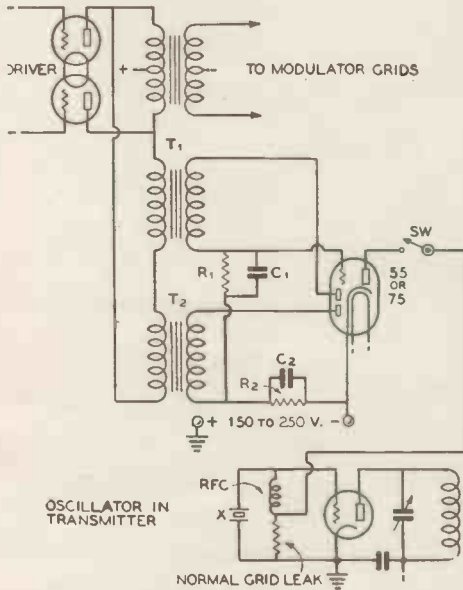 DRIVER
+
-
TO MODULATOR GRIDS
T1
R1
C1
SW
55
OR
75
T2
C2
R2
+ 150 TO 250 V. -
RFC
OSCILLATOR IN
TRANSMITTER
X
NORMAL GRID LEAK